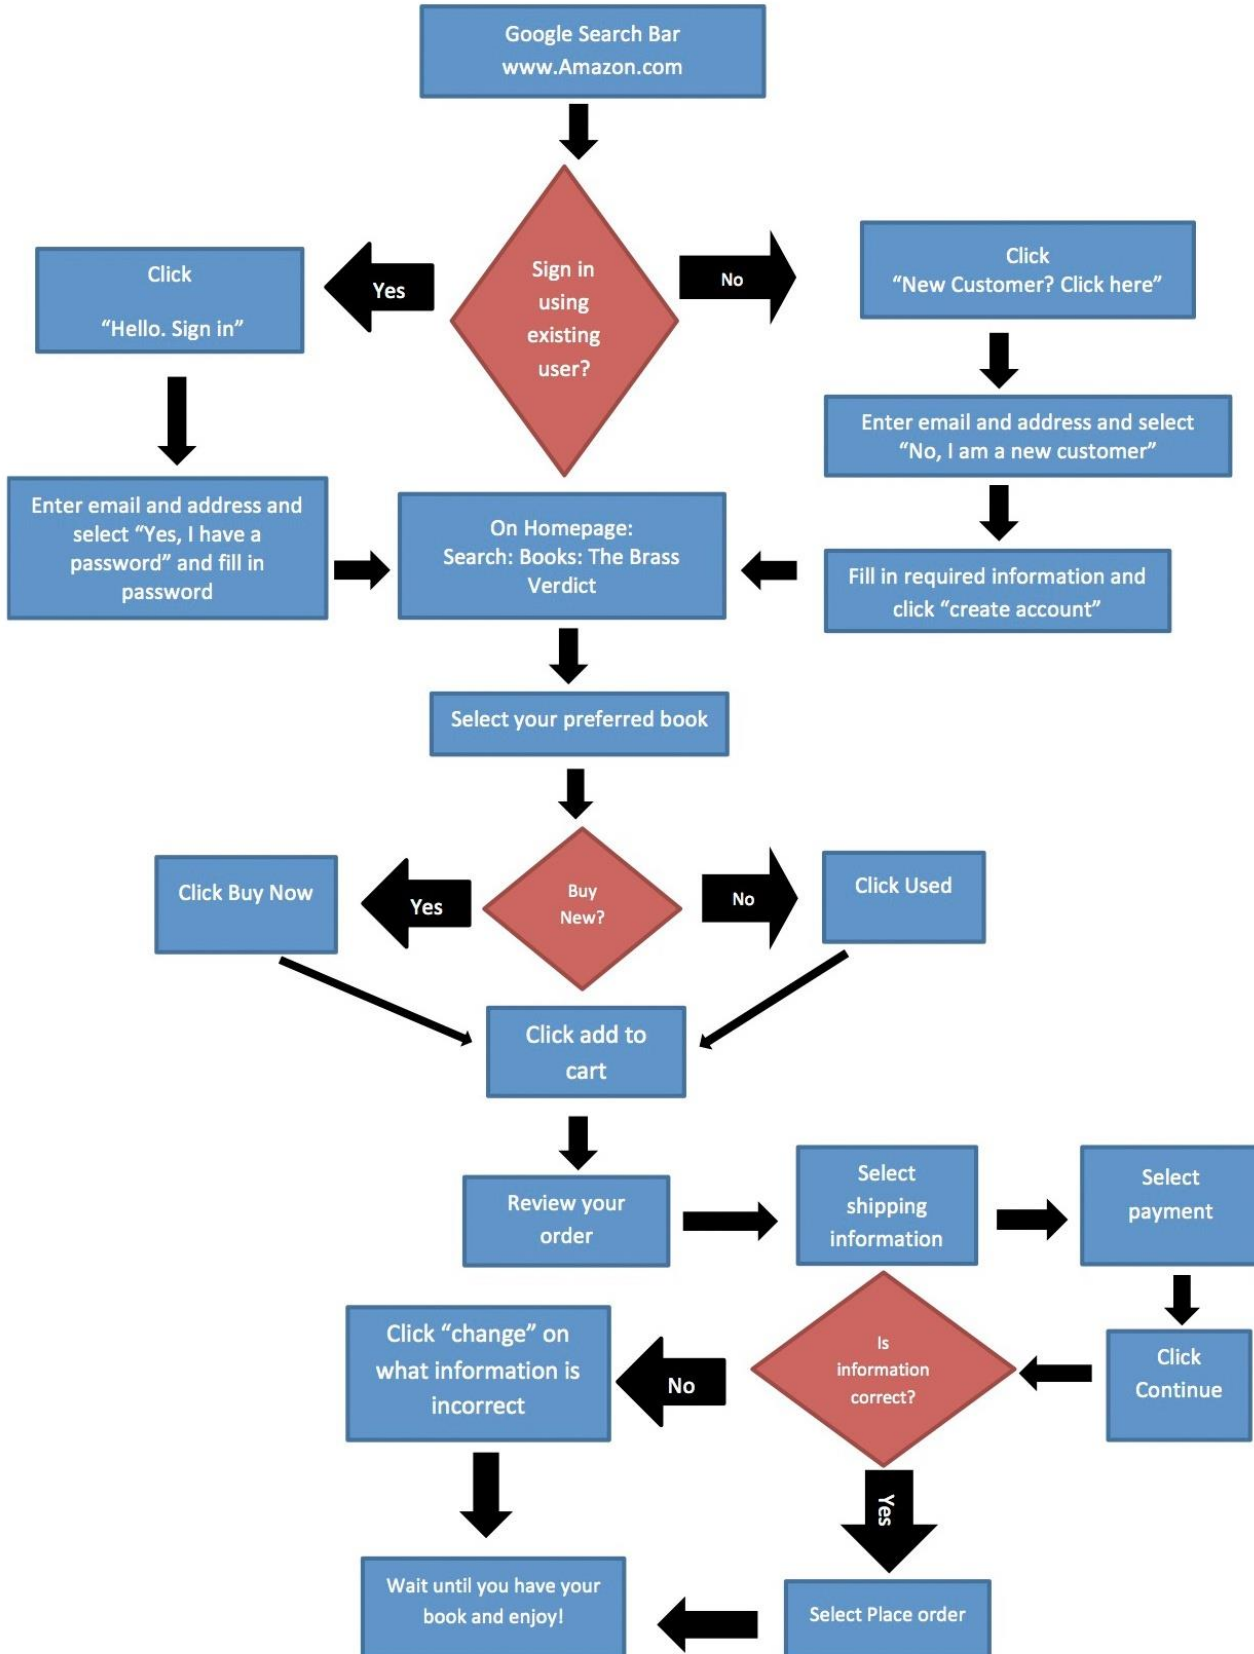 Google Search Bar
www.Amazon.com
Sign in
using
existing
user?
Yes
No
Click
“Hello. Sign in”
Click
“New Customer? Click here”
Enter email and address and select
“No, I am a new customer”
Enter email and address and
select “Yes, I have a
password” and fill in
password
On Homepage:
Search: Books: The Brass
Verdict
Fill in required information and
click “create account”
Select your preferred book
Buy
New?
Yes
No
Click Buy Now
Click Used
Click add to
cart
Review your
order
Select
shipping
information
Select
payment
Click
Continue
Is
information
correct?
No
Click “change” on
what information is
incorrect
Yes
Select Place order
Wait until you have your
book and enjoy!